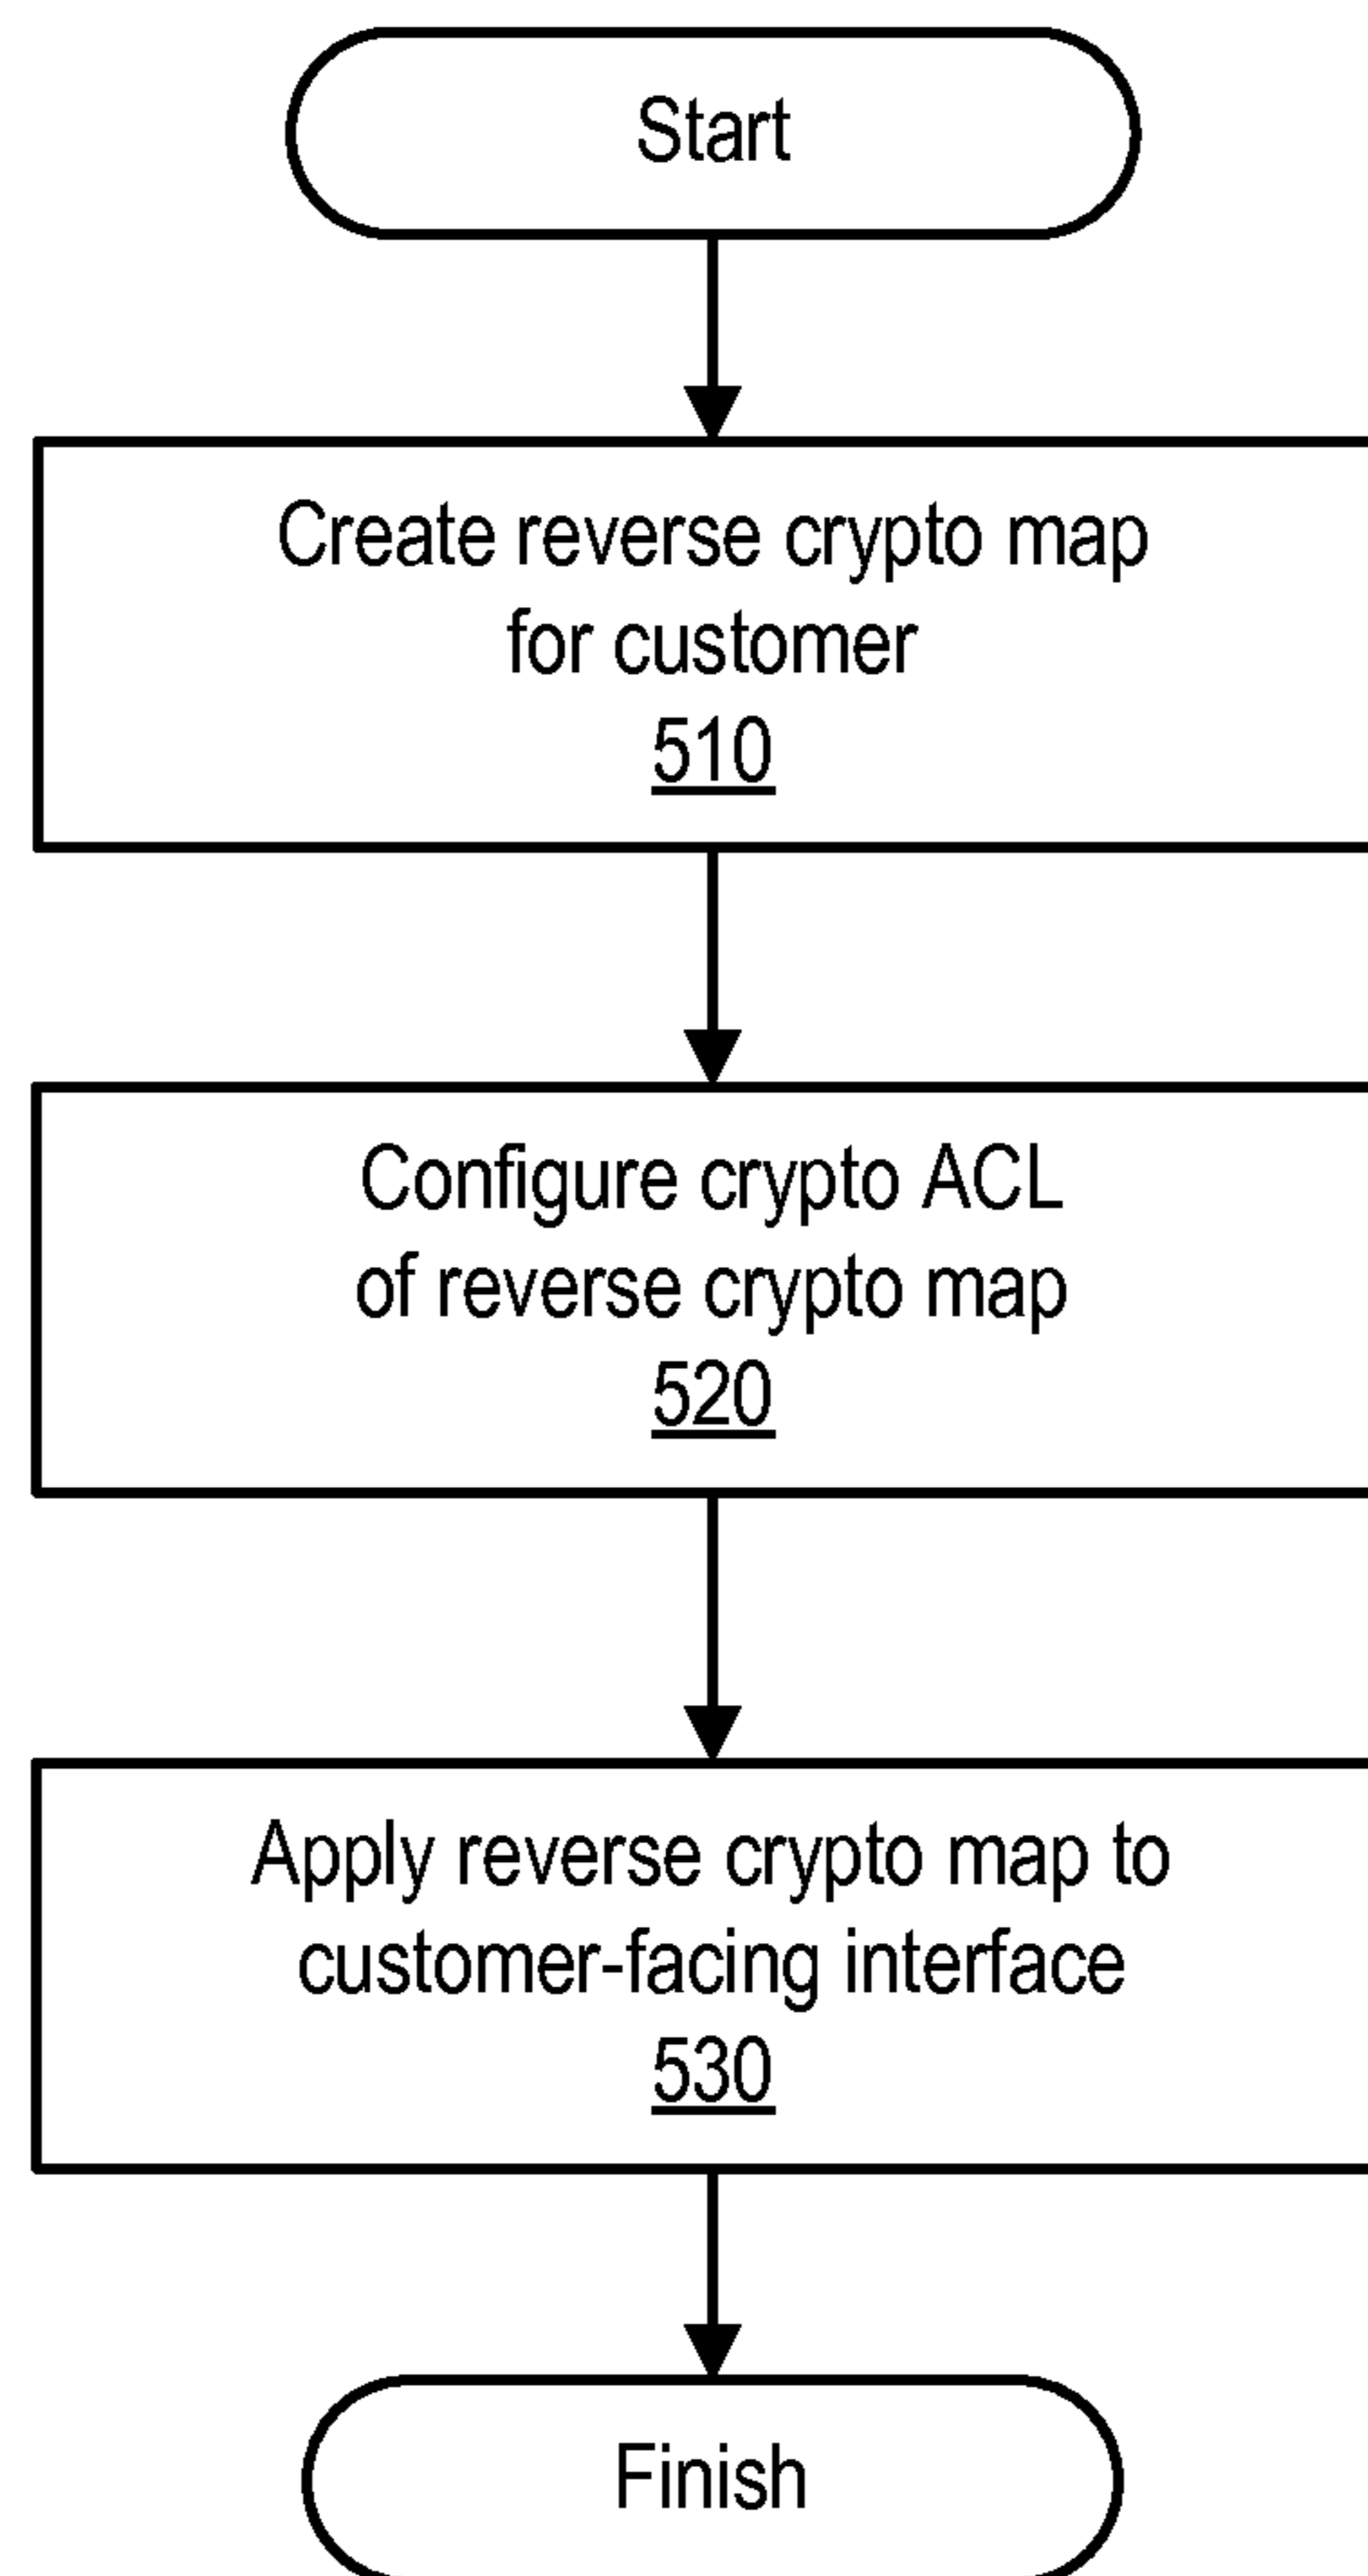 Start
Create reverse crypto map
for customer
510
Configure crypto ACL
of reverse crypto map
520
Apply reverse crypto map to
customer-facing interface
530
Finish